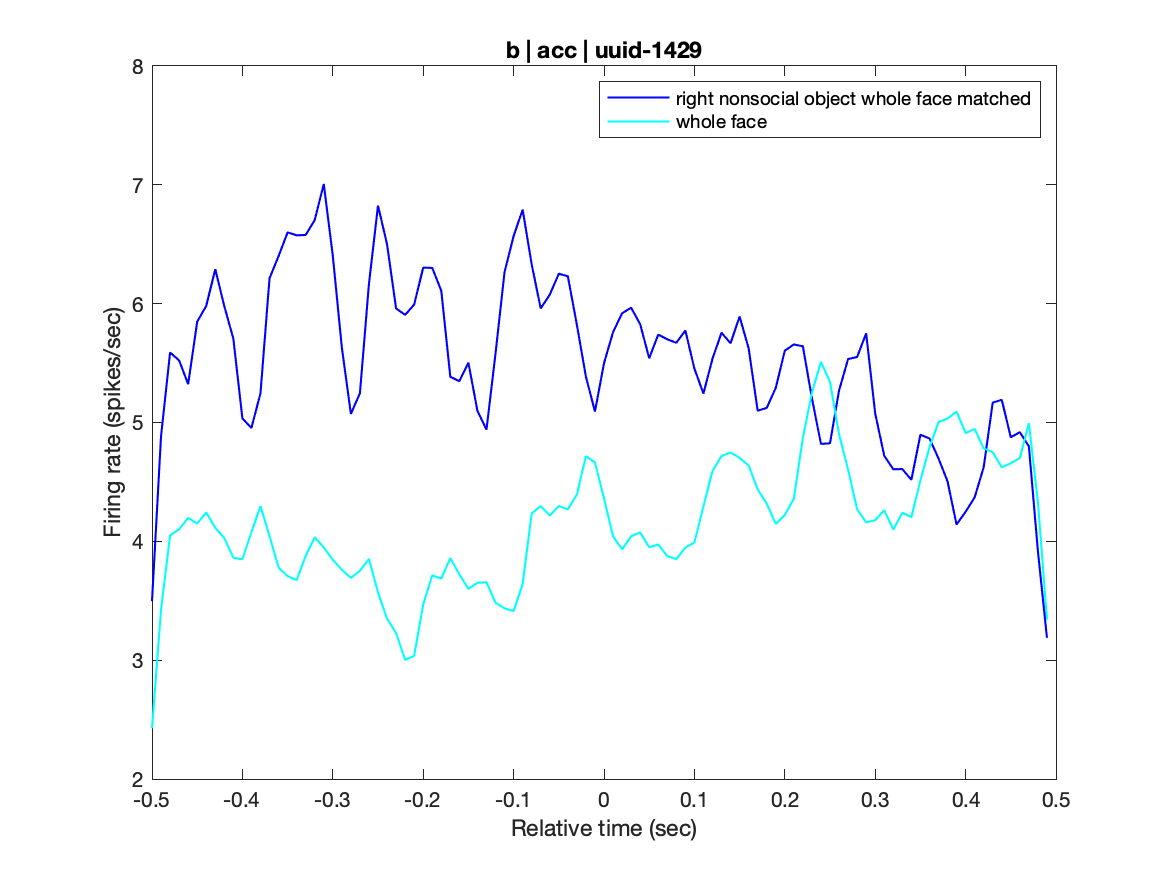 b | acc | uuid-1429
right nonsocial object whole face matched
whole face
8
7
6
5
4
3
2
Firing rate (spikes/sec)
-0.5 -0.4 -0.3 -0.2 -0.1 0 0.1 0.2 0.3 0.4 0.5
Relative time (sec)